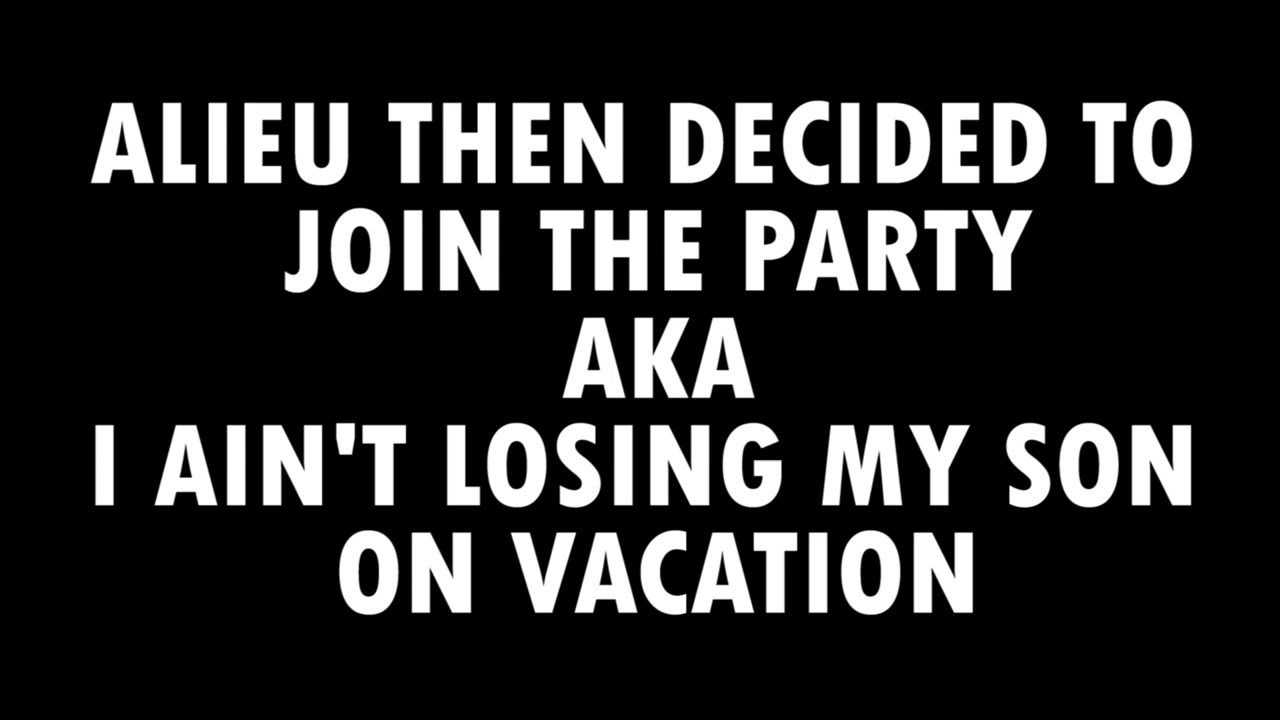 ALIEU THEN DECIDED TO
JOIN THE PARTY
AKA
I AIN'T LOSING MY SON
ON VACATION